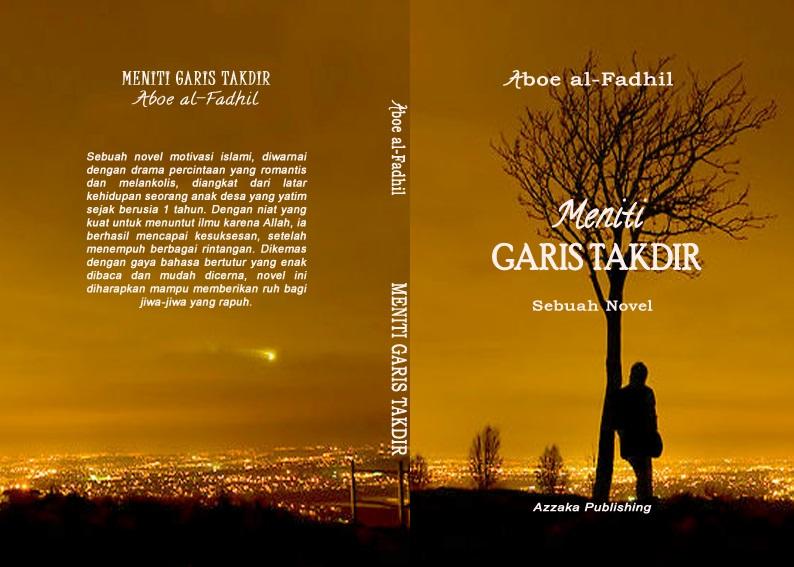 MENITI GARIS TAKDIR
Aboe al-Fadhil
Sebuah novel motivasi islami, diwarnai
dengan drama percintaan yang romantis
dan melankolis, diangkat dari latar
kehidupan seorang anak desa yang yatim
sejak berusia 1 tahun. Dengan niat yang
kuat untuk menuntut ilmu karena Allah, ia
berhasil mencapai kesuksesan, setelah
menempuh berbagai rintangan. Dikemas
dengan gaya bahasa bertutur yang enak
dibaca dan mudah dicerna, novel ini
diharapkan mampu memberikan ruh bagi
jiwa-jiwa yang rapuh.
Aboe al-Fadhil
MENITI GARIS TAKDIR
Aboe al-Fadhil
Meniti
GARIS TAKDIR
Sebuah Novel
Azzaka Publishing